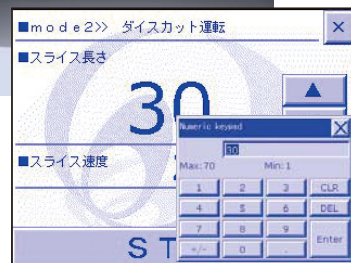 ■mode2>> ダイスカット運転
×
■スライス長さ
30
▲
Numeric keypad
×
30
Max:70 Min:1
■スライス速度
1 2 3 CLR
4 5 6 DEL
7 8 9 Enter
+/- 0 .
ST